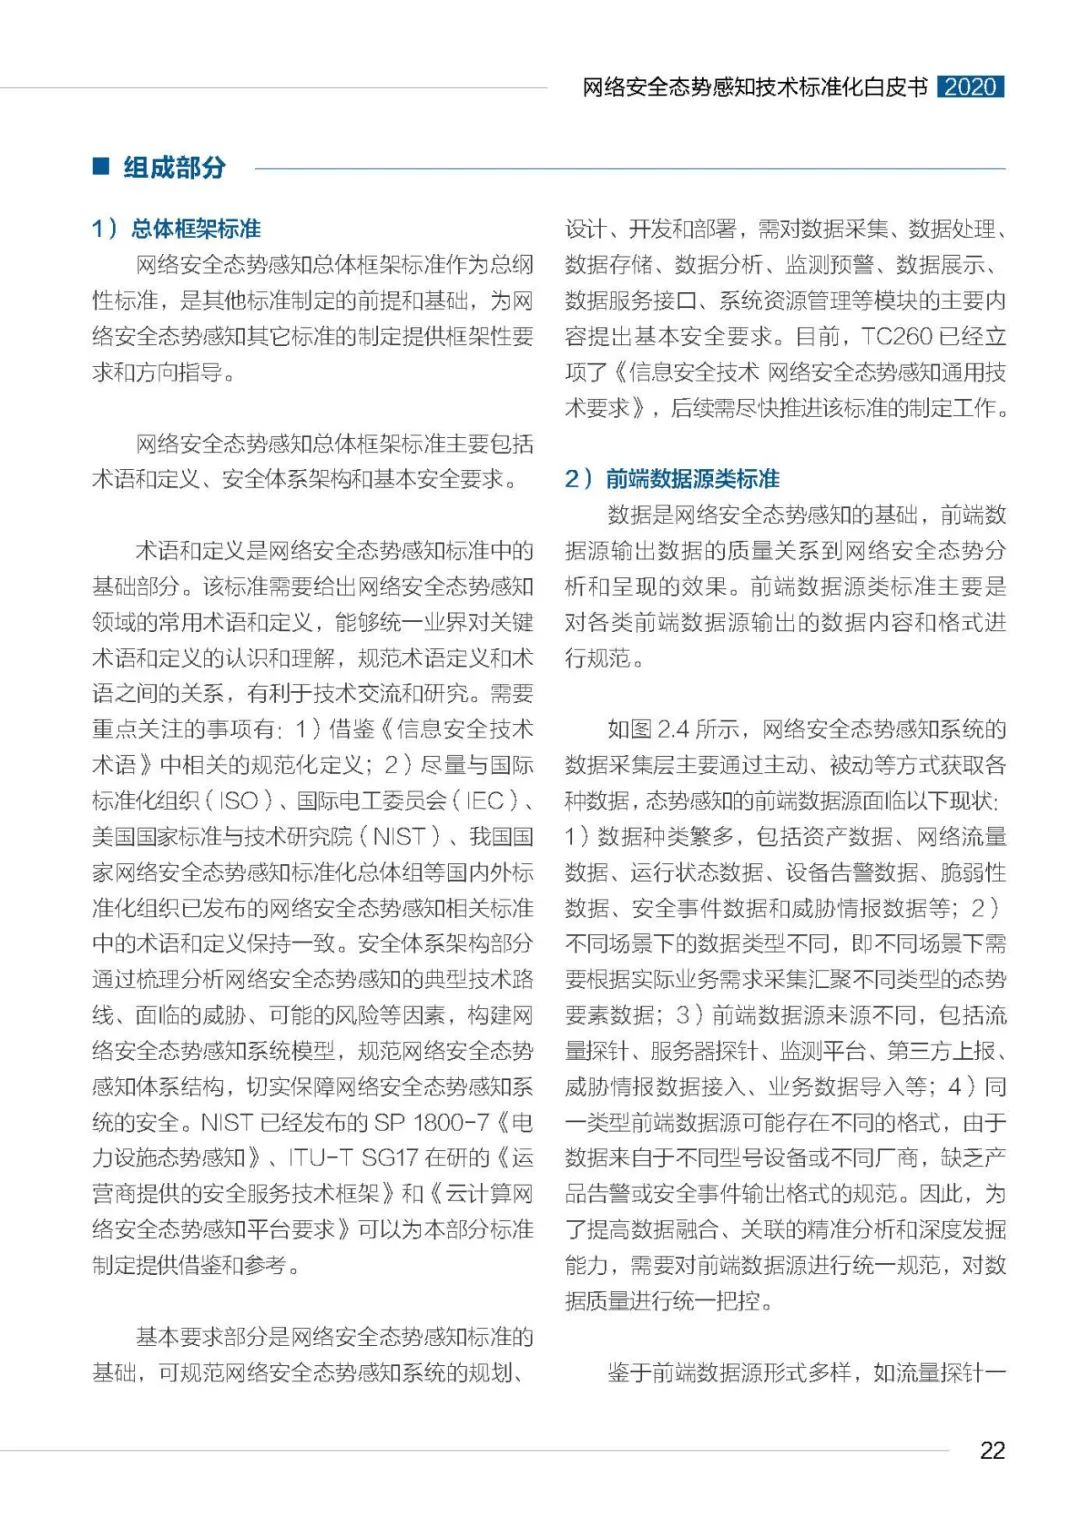 网络安全态势感知技术标准化白皮书 2020
■ 组成部分
1）总体框架标准
网络安全态势感知总体框架标准作为总纲
性标准，是其他标准制定的前提和基础，为网
络安全态势感知其它标准的制定提供框架性要
求和方向指导。
网络安全态势感知总体框架标准主要包括
术语和定义、安全体系架构和基本安全要求。
术语和定义是网络安全态势感知标准中的
基础部分。该标准需要给出网络安全态势感知
领域的常用术语和定义，能够统一业界对关键
术语和定义的认识和理解，规范术语定义和术
语之间的关系，有利于技术交流和研究。需要
重点关注的事项有：1）借鉴《信息安全技术
术语》中相关的规范化定义；2）尽量与国际
标准化组织（ISO）、国际电工委员会（IEC）、
美国国家标准与技术研究院（NIST）、我国国
家网络安全态势感知标准化总体组等国内外标
准化组织已发布的网络安全态势感知相关标准
中的术语和定义保持一致。安全体系架构部分
通过梳理分析网络安全态势感知的典型技术路
线、面临的威胁、可能的风险等因素，构建网
络安全态势感知系统模型，规范网络安全态势
感知体系结构，切实保障网络安全态势感知系
统的安全。NIST 已经发布的 SP 1800-7《电
力设施态势感知》、ITU-T SG17 在研的《运
营商提供的安全服务技术框架》和《云计算网
络安全态势感知平台要求》可以为本部分标准
制定提供借鉴和参考。
基本要求部分是网络安全态势感知标准的
基础，可规范网络安全态势感知系统的规划、
设计、开发和部署，需对数据采集、数据处理、
数据存储、数据分析、监测预警、数据展示、
数据服务接口、系统资源管理等模块的主要内
容提出基本安全要求。目前，TC260 已经立
项了《信息安全技术 网络安全态势感知通用技
术要求》，后续需尽快推进该标准的制定工作。
2）前端数据源类标准
数据是网络安全态势感知的基础，前端数
据源输出数据的质量关系到网络安全态势分
析和呈现的效果。前端数据源类标准主要是
对各类前端数据源输出的数据内容和格式进
行规范。
如图 2.4 所示，网络安全态势感知系统的
数据采集层主要通过主动、被动等方式获取各
种数据，态势感知的前端数据源面临以下现状：
1）数据种类繁多，包括资产数据、网络流量
数据、运行状态数据、设备告警数据、脆弱性
数据、安全事件数据和威胁情报数据等；2）
不同场景下的数据类型不同，即不同场景下需
要根据实际业务需求采集汇聚不同类型的态势
要素数据；3）前端数据源来源不同，包括流
量探针、服务器探针、监测平台、第三方上报、
威胁情报数据接入、业务数据导入等；4）同
一类型前端数据源可能存在不同的格式，由于
数据来自于不同型号设备或不同厂商，缺乏产
品告警或安全事件输出格式的规范。因此，为
了提高数据融合、关联的精准分析和深度发掘
能力，需要对前端数据源进行统一规范，对数
据质量进行统一把控。
鉴于前端数据源形式多样，如流量探针一
22